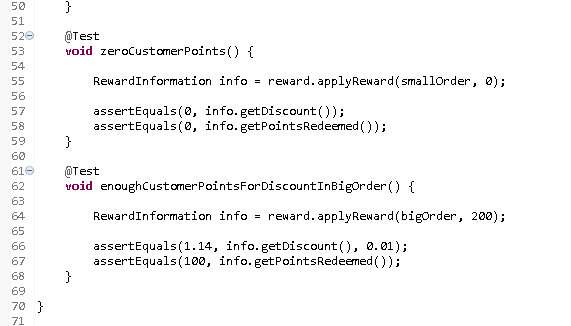 50 }
51
52 @Test
53 void zeroCustomerPoints() {
54
55 RewardInformation info = reward.applyReward(smallOrder, 0);
56
57 assertEquals(0, info.getDiscount());
58 assertEquals(0, info.getPointsRedeemed());
59 }
60
61 @Test
62 void enoughCustomerPointsForDiscountInBigOrder() {
63
64 RewardInformation info = reward.applyReward(bigOrder, 200);
65
66 assertEquals(1.14, info.getDiscount(), 0.01);
67 assertEquals(100, info.getPointsRedeemed());
68 }
69
70 }
71